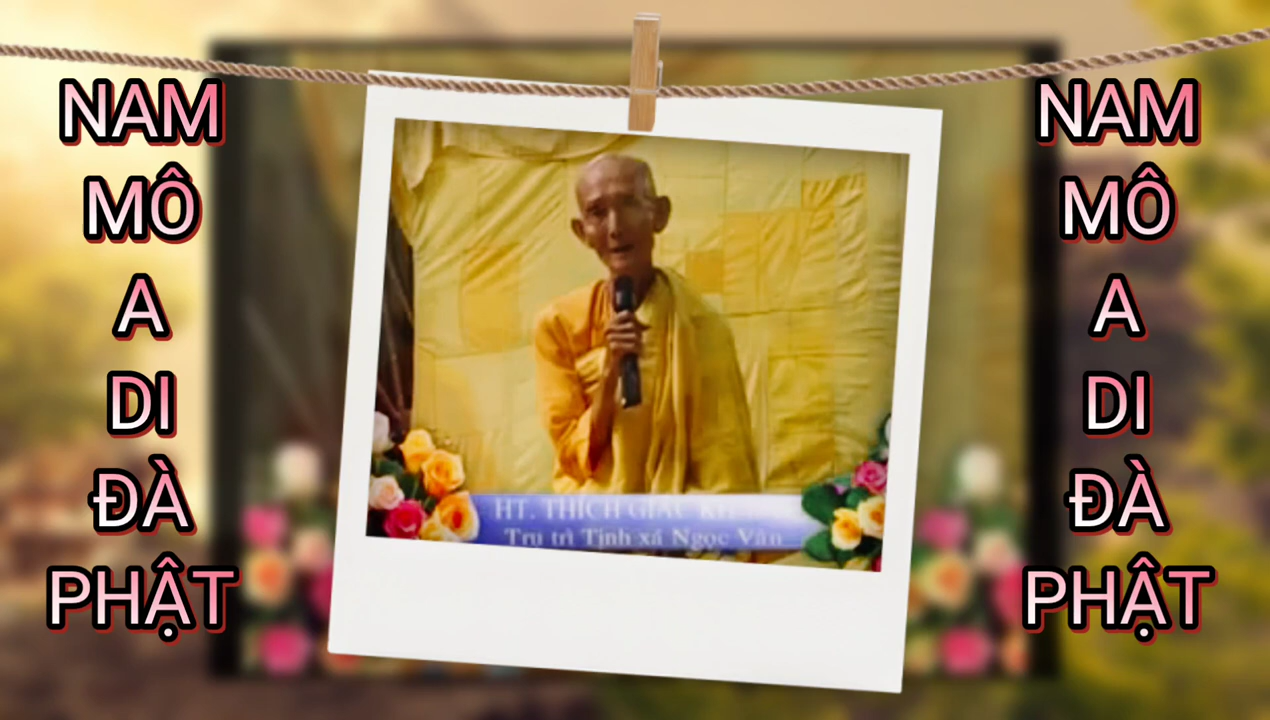 NAM
MÔ
A
DI
ĐÀ
PHẬT
HT. THÍCH GIÁC
Trụ trì Tịnh xá Ngọc Vân
NAM
MÔ
A
DI
ĐÀ
PHẬT